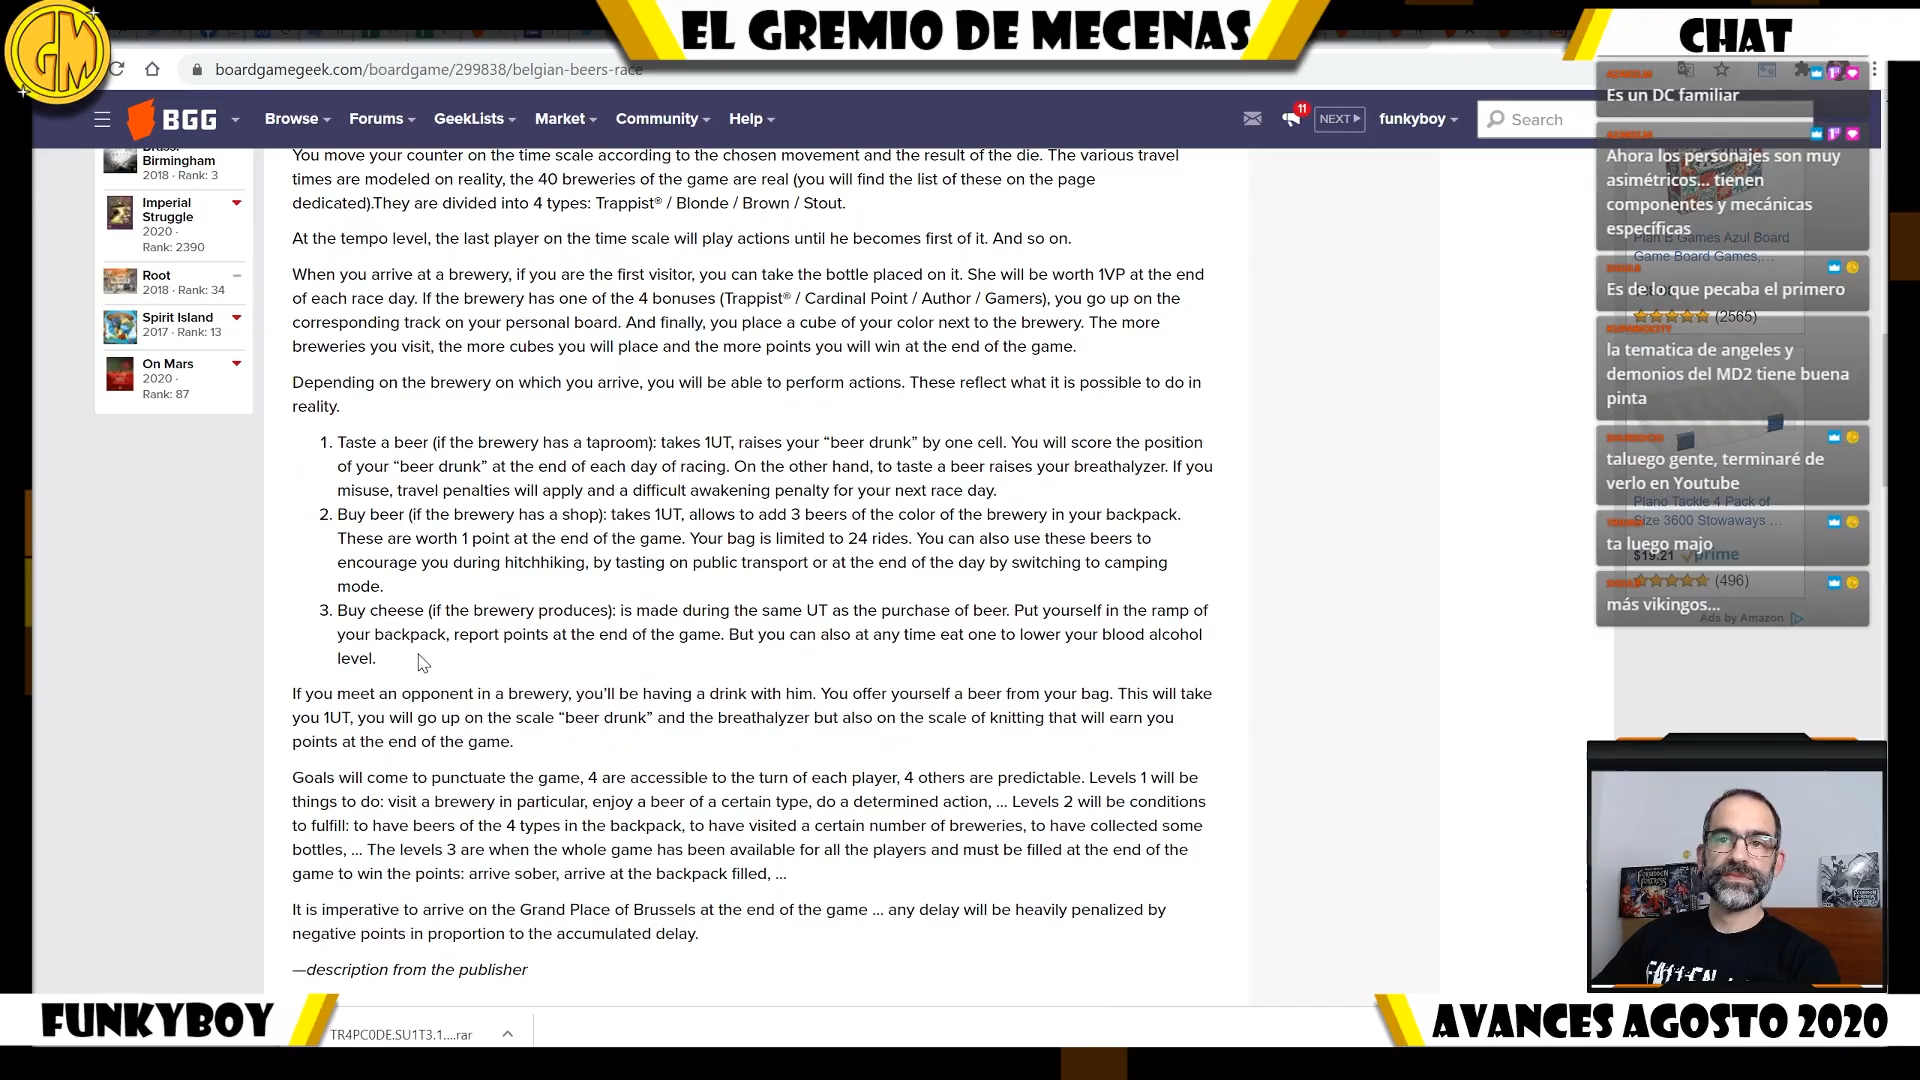 GM
EL GREMIO DE MECENAS
CHAT
boardgamegeek.com/boardgame/299838/belgian-beers-race
BGG
Browse
Forums
GeekLists
Market
Community
Help
11
NEXT
funkyboy
Search
Brass:
Birmingham
2018 · Rank: 3
Imperial
Struggle
2020 ·
Rank: 2390
Root
2018 · Rank: 34
Spirit Island
2017 · Rank: 13
On Mars
2020 ·
Rank: 87
You move your counter on the time scale according to the chosen movement and the result of the die. The various travel
times are modeled on reality, the 40 breweries of the game are real (you will find the list of these on the page
dedicated).They are divided into 4 types: Trappist® / Blonde / Brown / Stout.
At the tempo level, the last player on the time scale will play actions until he becomes first of it. And so on.
When you arrive at a brewery, if you are the first visitor, you can take the bottle placed on it. She will be worth 1VP at the end
of each race day. If the brewery has one of the 4 bonuses (Trappist® / Cardinal Point / Author / Gamers), you go up on the
corresponding track on your personal board. And finally, you place a cube of your color next to the brewery. The more
breweries you visit, the more cubes you will place and the more points you will win at the end of the game.
Depending on the brewery on which you arrive, you will be able to perform actions. These reflect what it is possible to do in
reality.
1. Taste a beer (if the brewery has a taproom): takes 1UT, raises your “beer drunk” by one cell. You will score the position
of your “beer drunk” at the end of each day of racing. On the other hand, to taste a beer raises your breathalyzer. If you
misuse, travel penalties will apply and a difficult awakening penalty for your next race day.
2. Buy beer (if the brewery has a shop): takes 1UT, allows to add 3 beers of the color of the brewery in your backpack.
These are worth 1 point at the end of the game. Your bag is limited to 24 rides. You can also use these beers to
encourage you during hitchhiking, by tasting on public transport or at the end of the day by switching to camping
mode.
3. Buy cheese (if the brewery produces): is made during the same UT as the purchase of beer. Put yourself in the ramp of
your backpack, report points at the end of the game. But you can also at any time eat one to lower your blood alcohol
level.
If you meet an opponent in a brewery, you’ll be having a drink with him. You offer yourself a beer from your bag. This will take
you 1UT, you will go up on the scale “beer drunk” and the breathalyzer but also on the scale of knitting that will earn you
points at the end of the game.
Goals will come to punctuate the game, 4 are accessible to the turn of each player, 4 others are predictable. Levels 1 will be
things to do: visit a brewery in particular, enjoy a beer of a certain type, do a determined action, ... Levels 2 will be conditions
to fulfill: to have beers of the 4 types in the backpack, to have visited a certain number of breweries, to have collected some
bottles, ... The levels 3 are when the whole game has been available for all the players and must be filled at the end of the
game to win the points: arrive sober, arrive at the backpack filled, ...
It is imperative to arrive on the Grand Place of Brussels at the end of the game ... any delay will be heavily penalized by
negative points in proportion to the accumulated delay.
—description from the publisher
Es un DC familiar
Ahora los personajes son muy
asimétricos... tienen
componentes y mecánicas
específicas
Plan B Games Azul Board
Game Board Games,...
Es de lo que pecaba el primero
(2565)
la tematica de angeles y
demonios del MD2 tiene buena
pinta
taluego gente, terminaré de
verlo en Youtube
Plano Tackle 4 Pack of
Size 3600 Stowaways ...
ta luego majo
$19.21 prime
(496)
más vikingos...
Ads by Amazon
FORBIDDEN
FORTRESS
FUNKYBOY
TR4PC0DE.SU1T3.1....rar
AVANCES AGOSTO 2020